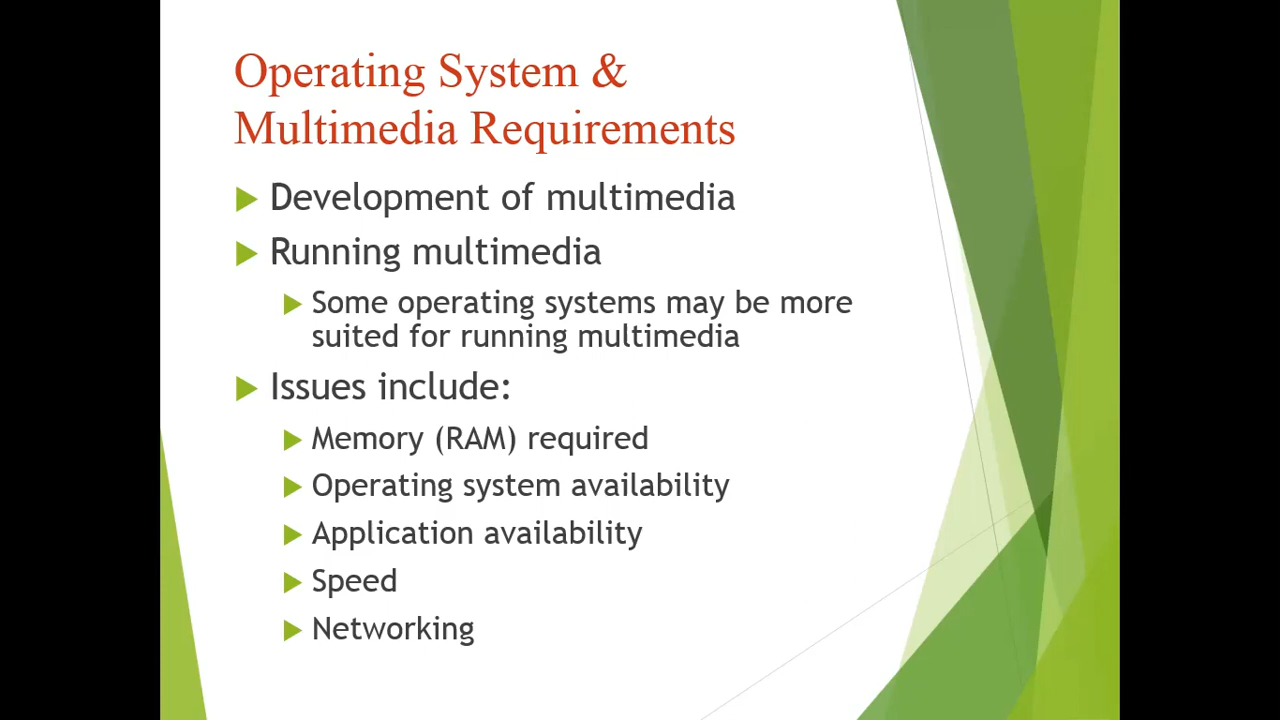 Operating System &
Multimedia Requirements
Development of multimedia
Running multimedia
Some operating systems may be more
suited for running multimedia
Issues include:
Memory (RAM) required
Operating system availability
Application availability
Speed
Networking